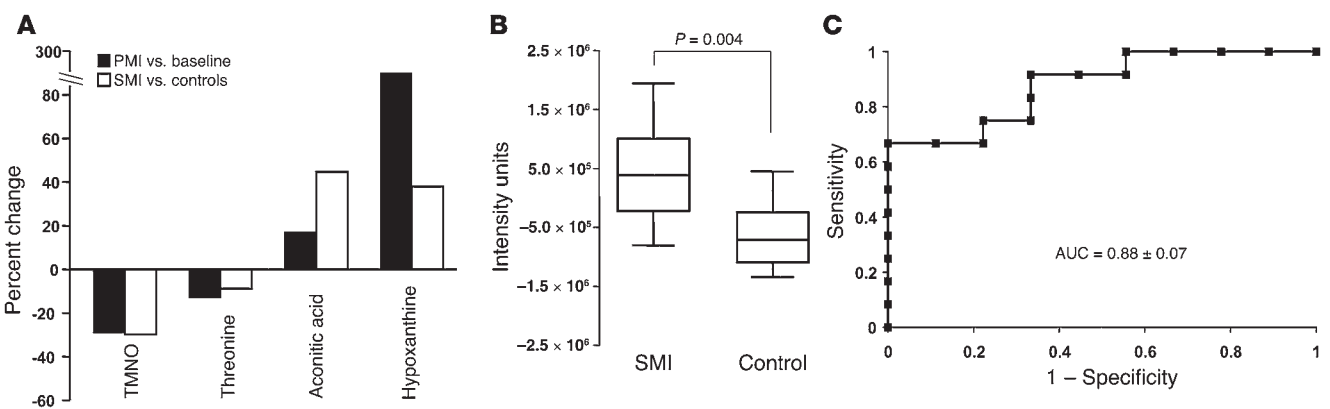 A
300
80
60
40
20
0
-20
-40
-60
Percent change
PMI vs. baseline
SMI vs. controls
TMNO
Threonine
Aconitic acid
Hypoxanthine
B
P = 0.004
2.5 × 10⁶
1.5 × 10⁶
5.0 × 10⁵
–5.0 × 10⁵
–1.5 × 10⁶
–2.5 × 10⁶
Intensity units
SMI
Control
C
1
0.8
0.6
0.4
0.2
0
Sensitivity
AUC = 0.88 ± 0.07
0 0.2 0.4 0.6 0.8 1
1 – Specificity